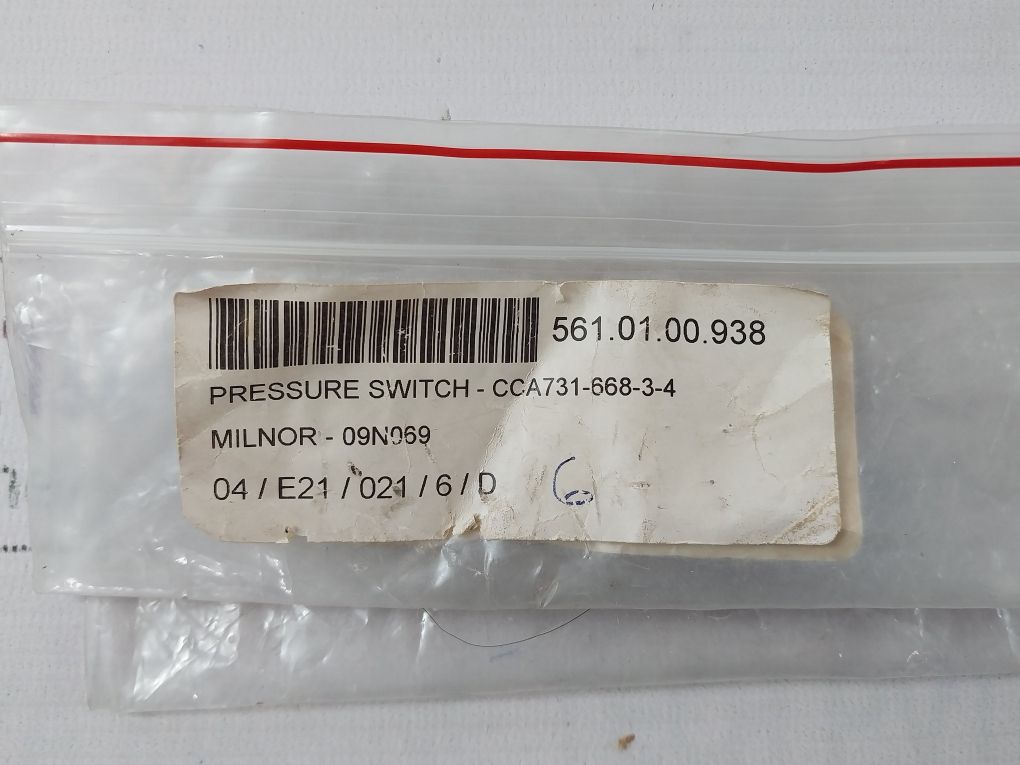 561.01.00.938
PRESSURE SWITCH - CCA731-668-3-4
MILNOR - 09N069
04 / E21 / 021 / 6 / D 6